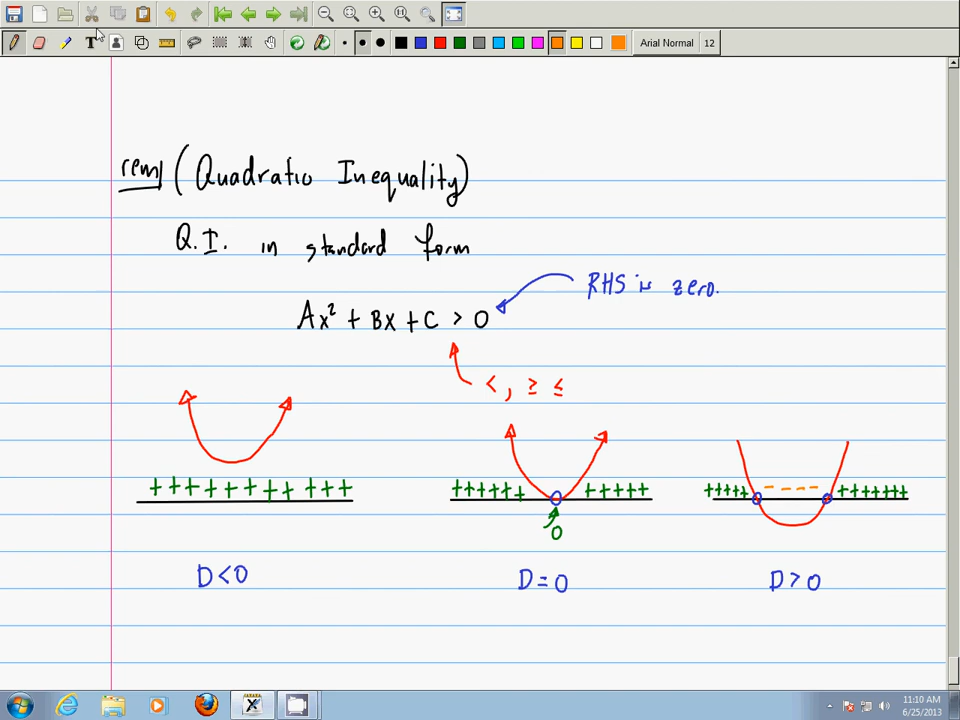 Arial Normal 12
rem (Quadratic Inequality)
Q.I. in standard form
RHS is zero.
Ax² + Bx + C > 0
< , ≥ ≤
+++++++++++ +++++ +++++ +++++ ---- +++++++
0
D < 0 D = 0 D > 0
11:10 AM
6/25/2013